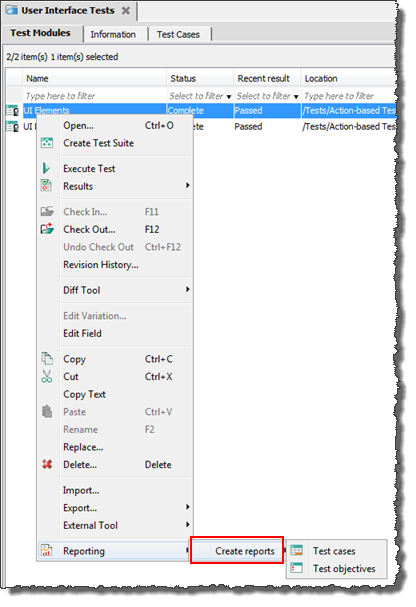 User Interface Tests
Test Modules Information Test Cases
2/2 item(s) 1 item(s) selected
Name Status Recent result Location
Type here to filter Select to filter Select to filter Type here to filter
UI Elements Complete Passed /Tests/Action-based Tes
UI Passed /Tests/Action-based Tes
Open... Ctrl+O
Create Test Suite
Execute Test
Results
Check In... F11
Check Out... F12
Undo Check Out Ctrl+F12
Revision History...
Diff Tool
Edit Variation...
Edit Field
Copy Ctrl+C
Cut Ctrl+X
Copy Text
Paste Ctrl+V
Rename F2
Replace...
Delete... Delete
Import...
Export...
External Tool
Reporting Create reports Test cases
Test objectives